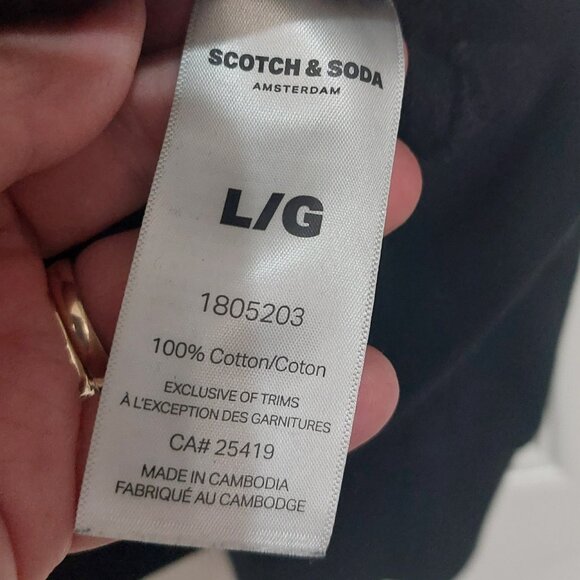 SCOTCH & SODA
AMSTERDAM
L/G
1805203
100% Cotton/Coton
EXCLUSIVE OF TRIMS
À L'EXCEPTION DES GARNITURES
CA# 25419
MADE IN CAMBODIA
FABRIQUÉ AU CAMBODGE